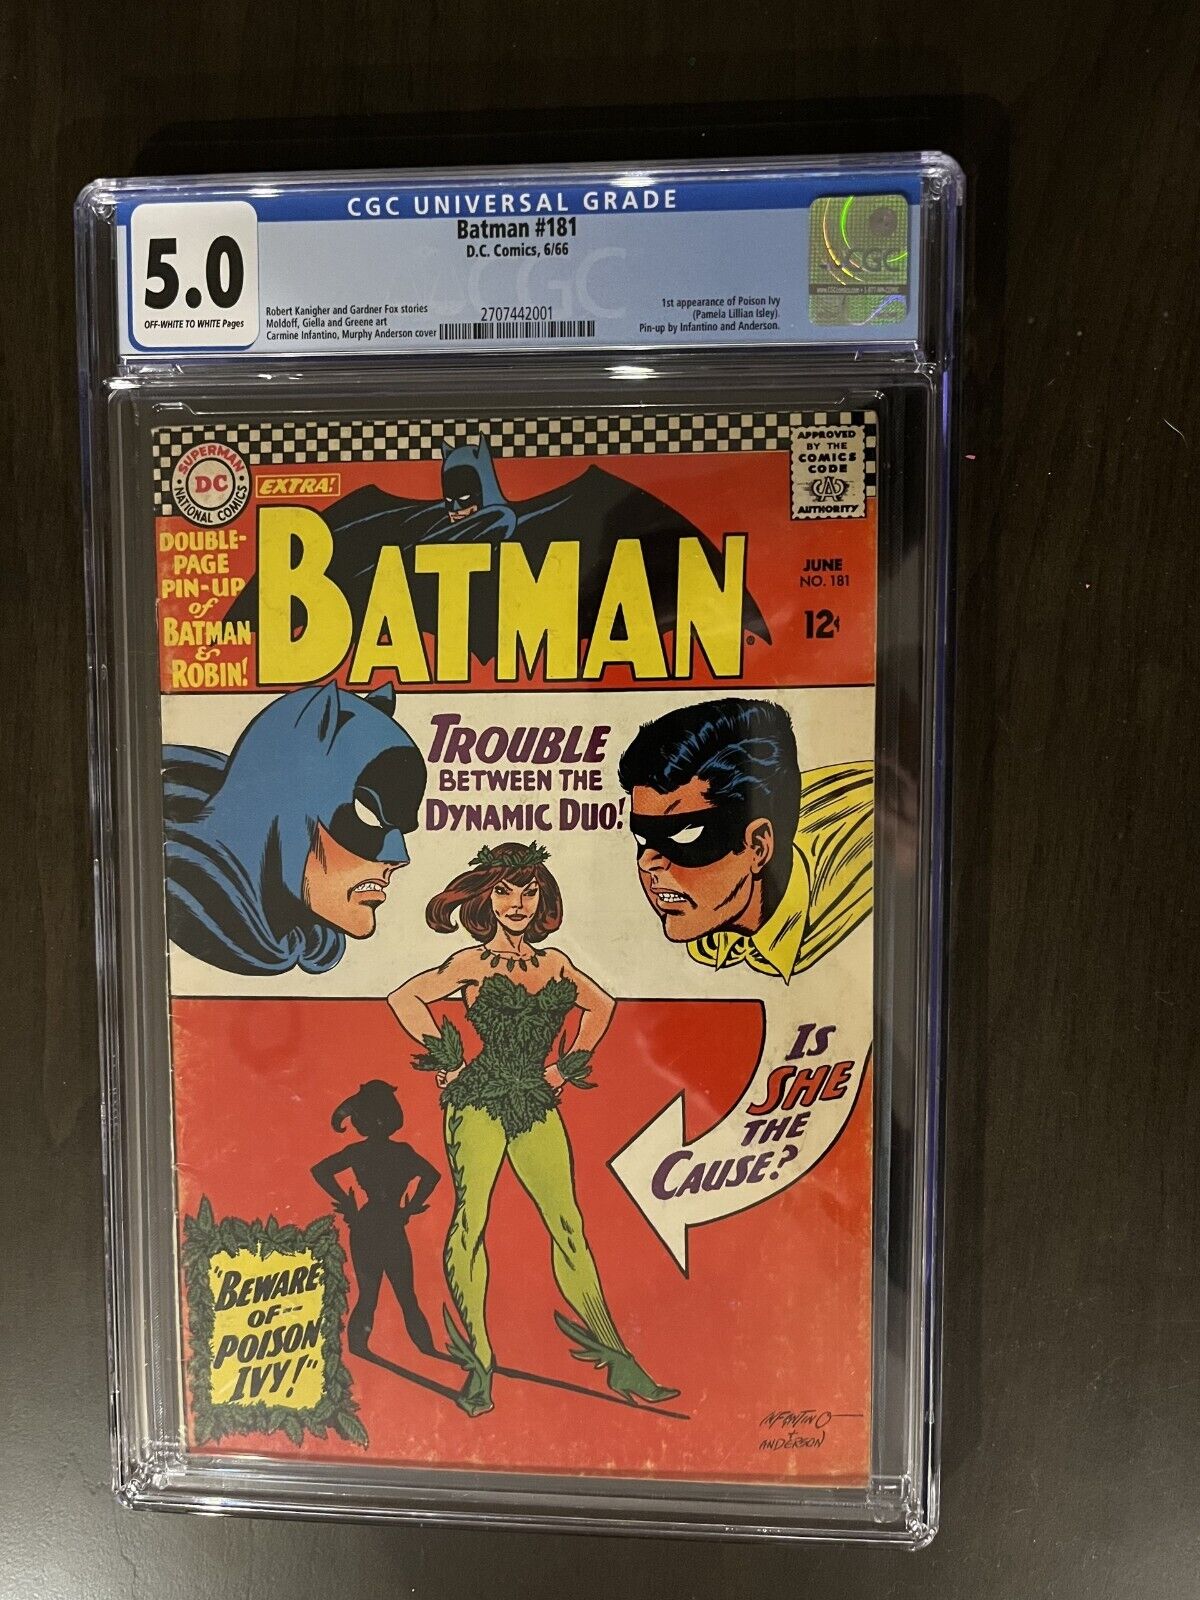 CGC UNIVERSAL GRADE
5.0
OFF-WHITE TO WHITE Pages
Batman #181
D.C. Comics, 6/66
CGC
Robert Kanigher and Gardner Fox stories
Moldoff, Giella and Greene art
Carmine Infantino, Murphy Anderson cover
2707442001
1st appearance of Poison Ivy
(Pamela Lillian Isley).
Pin-up by Infantino and Anderson.
CGC
SUPERMAN
DC
NATIONAL COMICS
EXTRA!
DOUBLE-
PAGE
PIN-UP
of
BATMAN
&
ROBIN!
BATMAN
APPROVED
BY THE
COMICS
CODE
CA
AUTHORITY
JUNE
NO. 181
12¢
TROUBLE
BETWEEN THE
DYNAMIC DUO!
IS
SHE
THE
CAUSE?
"BEWARE
OF--
POISON
IVY!"
INFANTINO
+
ANDERSON